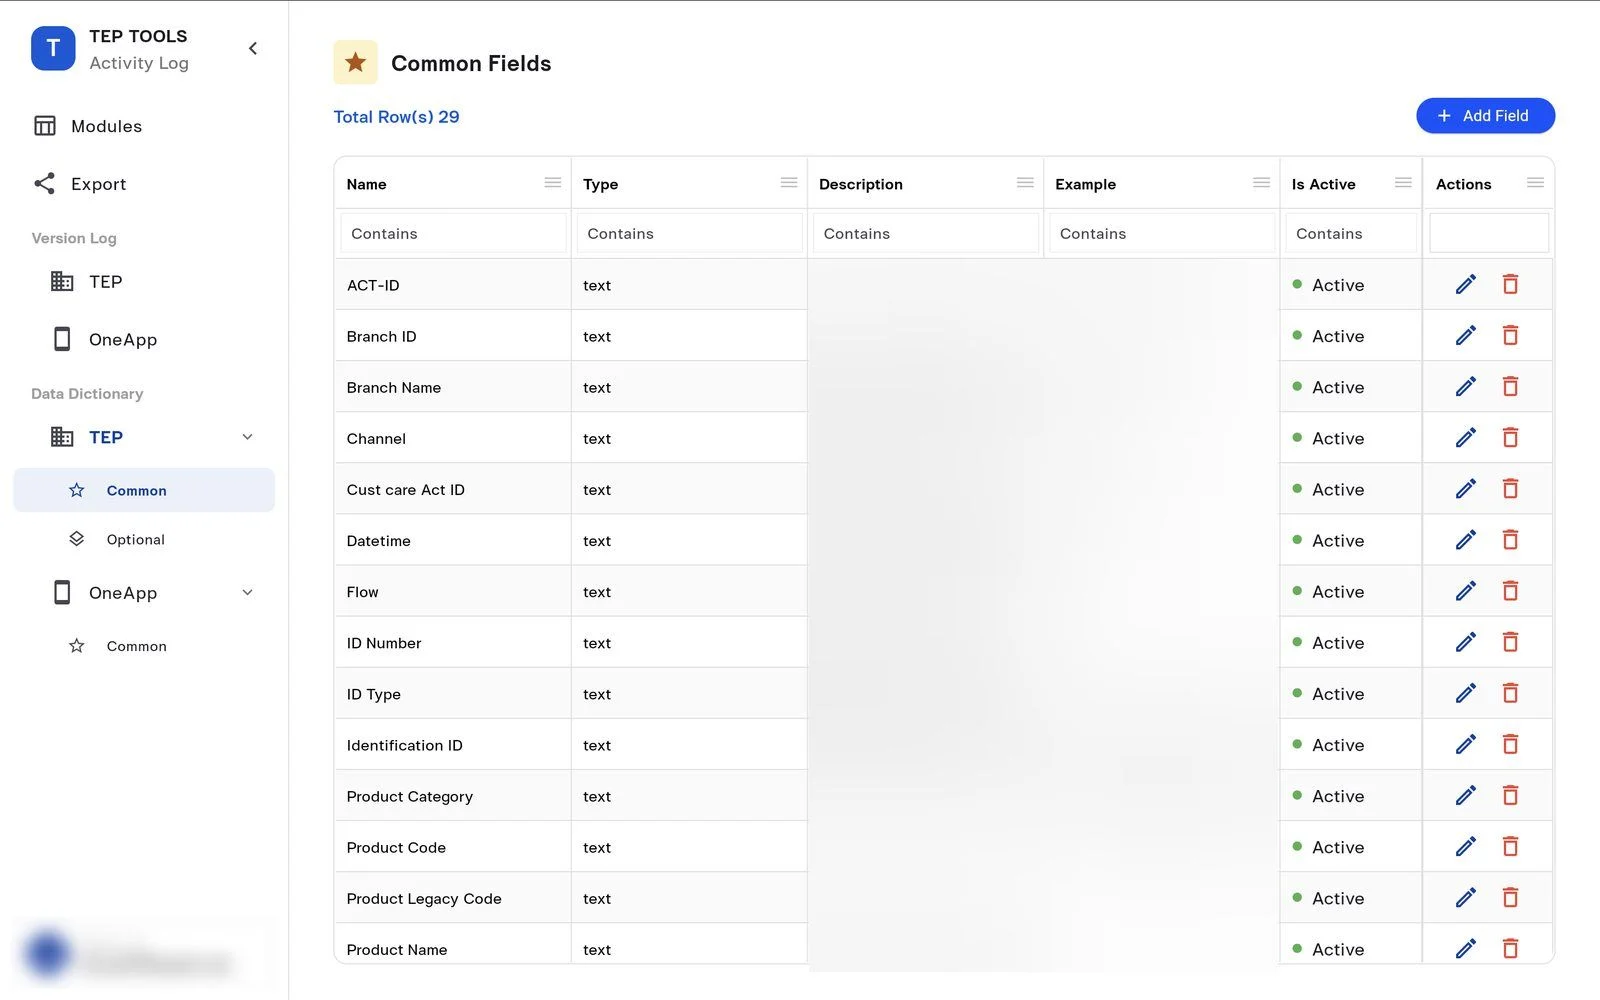 T
TEP TOOLS
Activity Log
Modules
Export
Version Log
TEP
OneApp
Data Dictionary
TEP
Common
Optional
OneApp
Common
Common Fields
Total Row(s) 29
+ Add Field
Name Type Description Example Is Active Actions
Contains Contains Contains Contains Contains
ACT-ID text Active
Branch ID text Active
Branch Name text Active
Channel text Active
Cust care Act ID text Active
Datetime text Active
Flow text Active
ID Number text Active
ID Type text Active
Identification ID text Active
Product Category text Active
Product Code text Active
Product Legacy Code text Active
Product Name text Active